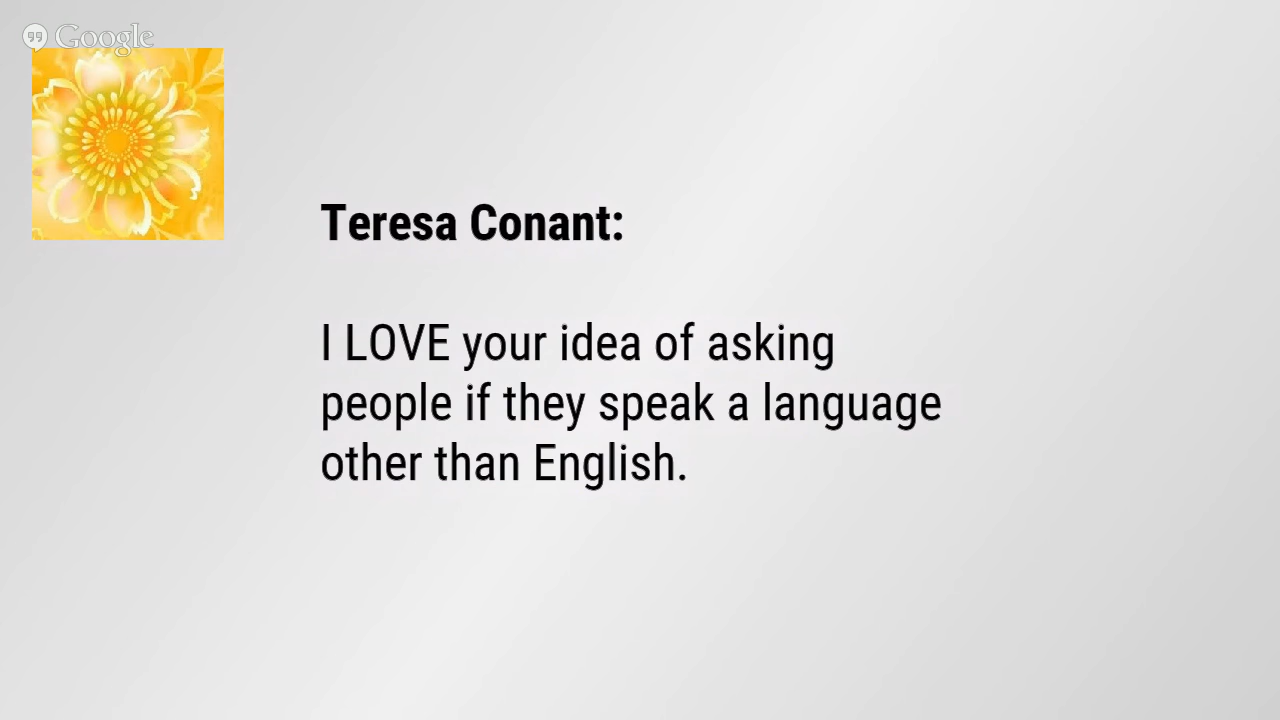 Google
Teresa Conant:
I LOVE your idea of asking
people if they speak a language
other than English.